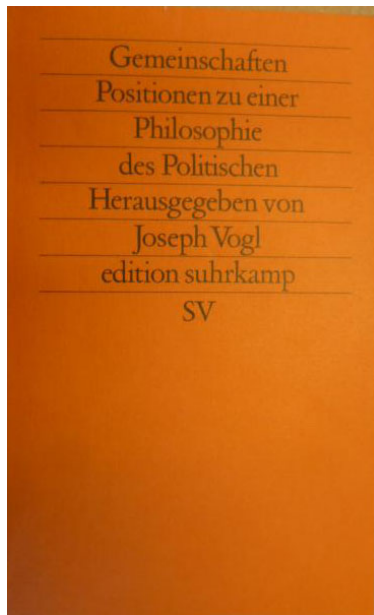 Gemeinschaften
Positionen zu einer
Philosophie
des Politischen
Herausgegeben von
Joseph Vogl
edition suhrkamp
SV